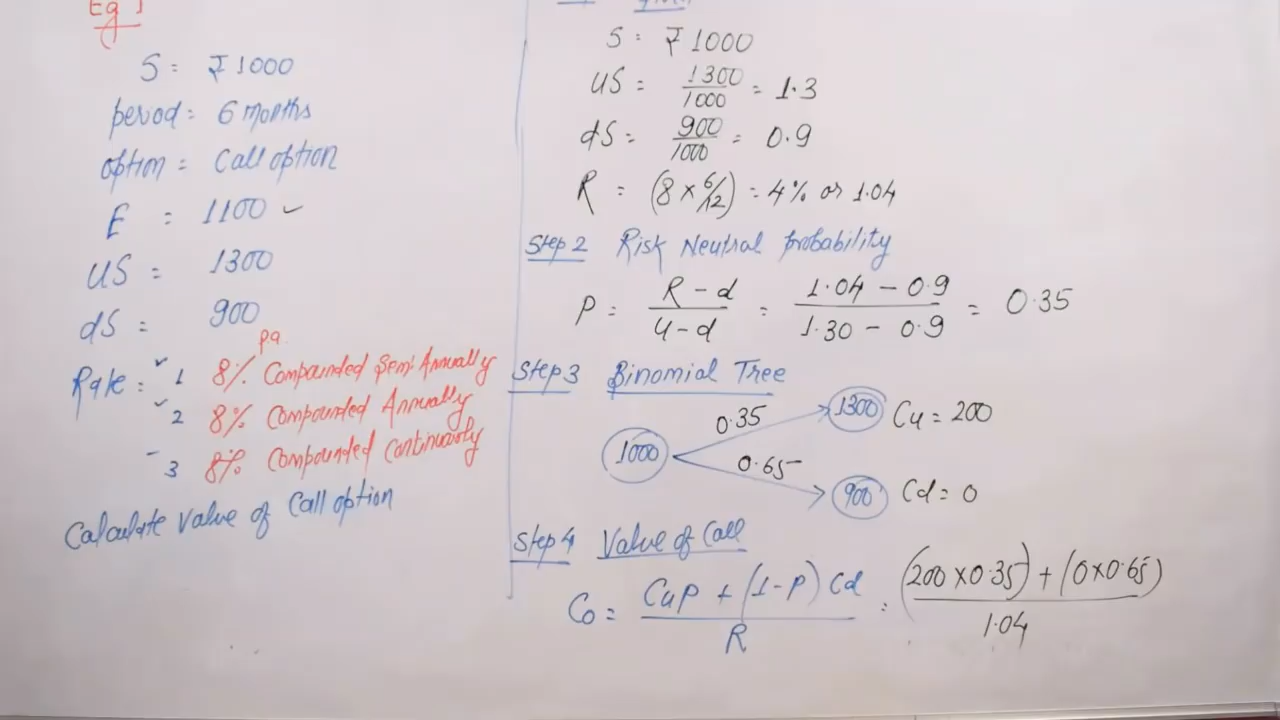 Eg 1
S = ₹1000
period = 6 months
option = Call option
E = 1100 ✓
US = 1300
dS = 900
pa
Rate = ✓ 1 8% Compounded Semi Annually
✓ 2 8% Compounded Annually
- 3 8% Compounded Continuously
Calculate Value of Call option
S = ₹1000
US = 1300/1000 = 1.3
dS = 900/1000 = 0.9
R = (8 × 6/12) = 4% or 1.04
Step 2 Risk Neutral probability
P = R - d / u - d = 1.04 - 0.9 / 1.30 - 0.9 = 0.35
Step 3 Binomial Tree
0.35 1300 Cu = 200
1000
0.65 900 Cd = 0
Step 4 Value of Call
Co = CuP + (1-P) Cd / R = (200 × 0.35) + (0 × 0.65) / 1.04